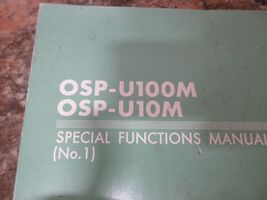 OSP-U100M
OSP-U10M
SPECIAL FUNCTIONS MANUAL
(No.1)